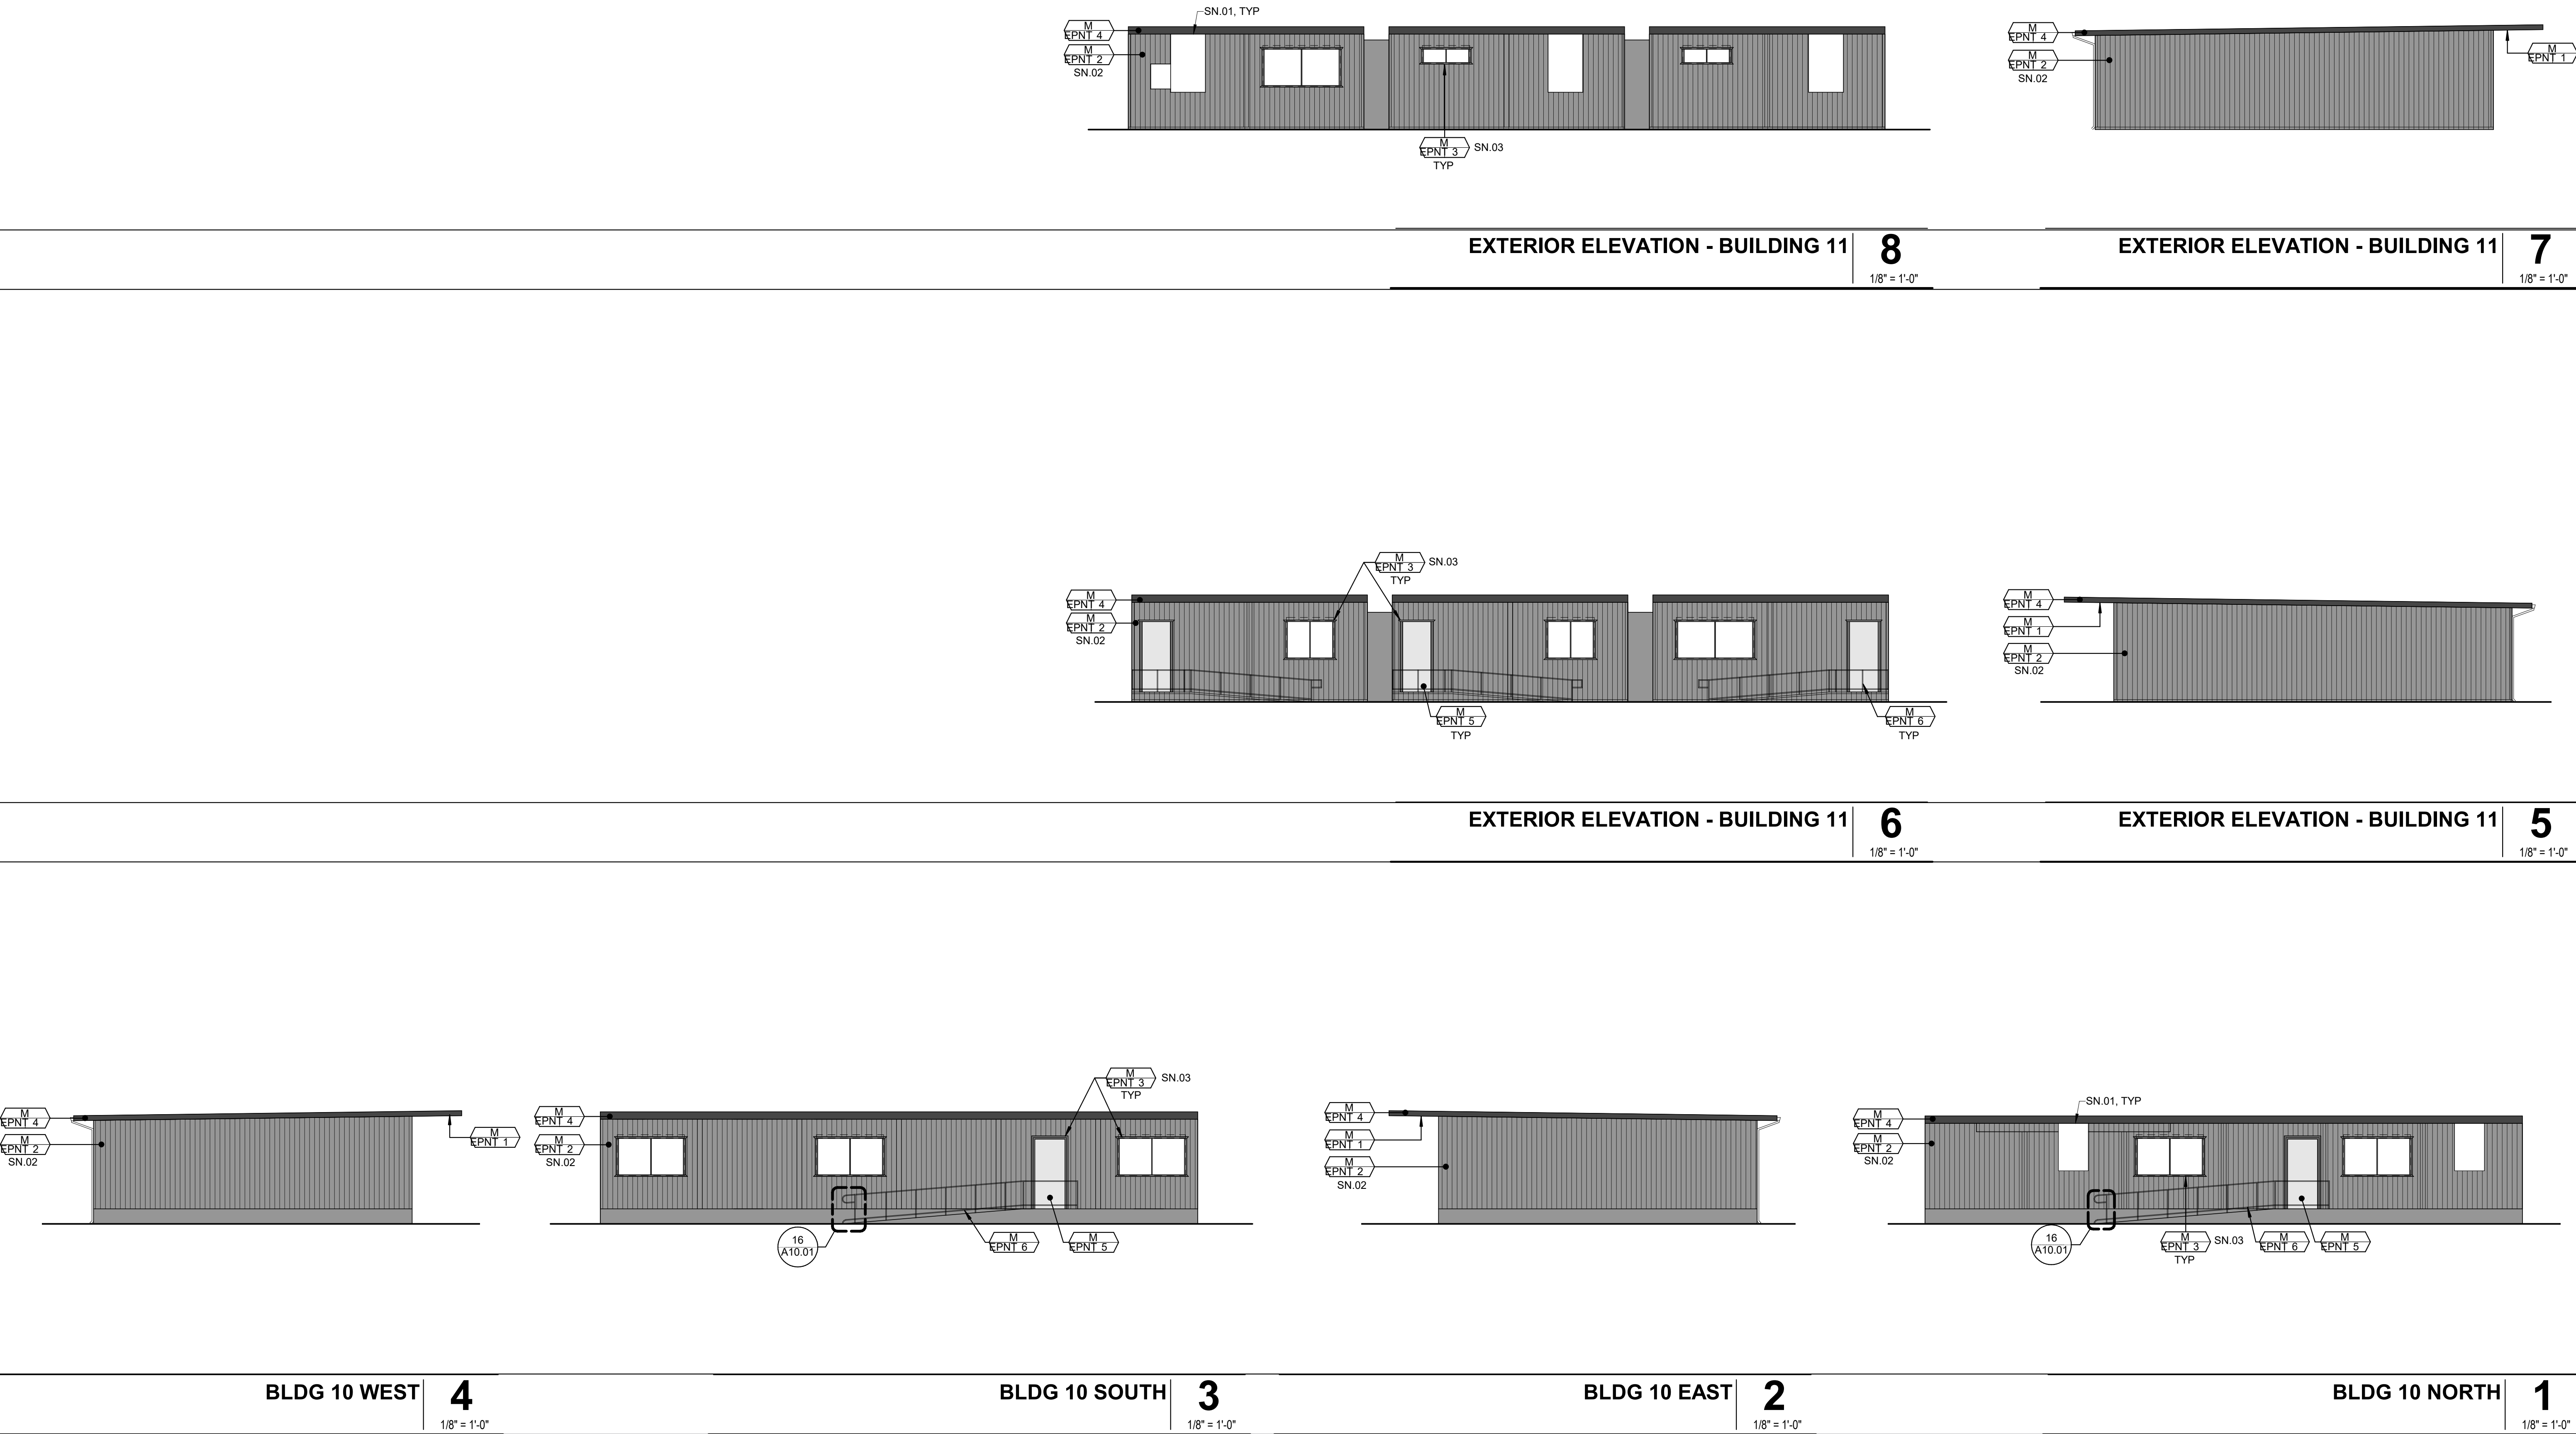 SN.01, TYP
M
EPNT 4
M
EPNT 2
SN.02
M
EPNT 3
SN.03
TYP
M
EPNT 4
M
EPNT 2
SN.02
M
EPNT 1
EXTERIOR ELEVATION - BUILDING 11
8
1/8" = 1'-0"
EXTERIOR ELEVATION - BUILDING 11
7
1/8" = 1'-0"
M
EPNT 3
SN.03
TYP
M
EPNT 4
M
EPNT 2
SN.02
M
EPNT 5
TYP
M
EPNT 6
TYP
M
EPNT 4
M
EPNT 1
M
EPNT 2
SN.02
EXTERIOR ELEVATION - BUILDING 11
6
1/8" = 1'-0"
EXTERIOR ELEVATION - BUILDING 11
5
1/8" = 1'-0"
M
EPNT 4
M
EPNT 2
SN.02
M
EPNT 1
M
EPNT 3
SN.03
TYP
M
EPNT 4
M
EPNT 2
SN.02
16
A10.01
M
EPNT 6
M
EPNT 5
M
EPNT 4
M
EPNT 1
M
EPNT 2
SN.02
SN.01, TYP
M
EPNT 4
M
EPNT 2
SN.02
16
A10.01
M
EPNT 3
SN.03
TYP
M
EPNT 6
M
EPNT 5
BLDG 10 WEST
4
1/8" = 1'-0"
BLDG 10 SOUTH
3
1/8" = 1'-0"
BLDG 10 EAST
2
1/8" = 1'-0"
BLDG 10 NORTH
1
1/8" = 1'-0"